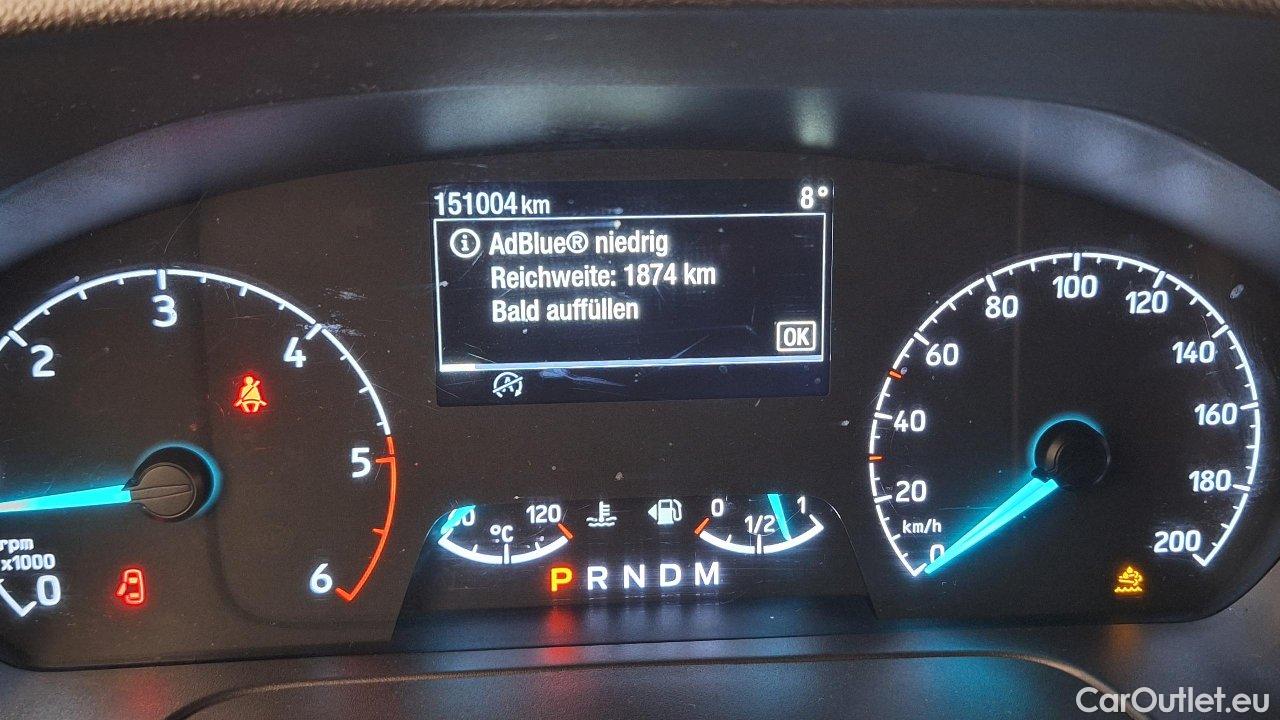 151004 km 8°
AdBlue® niedrig
Reichweite: 1874 km
Bald auffüllen
OK
A
0
2
3
4
5
6
rpm
x1000
120
°C
0 1/2 1
P R N D M
0
20
40
60
80
100
120
140
160
180
200
km/h
CarOutlet.eu